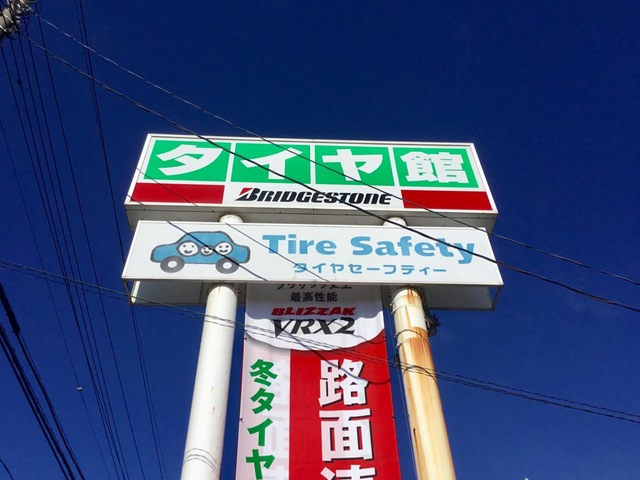 タイヤ館
BRIDGESTONE
Tire Safety
タイヤセーフティー
最高性能
BLIZZAK
VRX2
冬タイヤ
路面